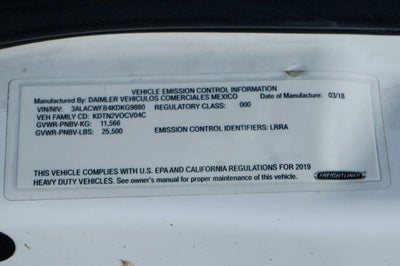 VEHICLE EMISSION CONTROL INFORMATION
Manufactured By: DAIMLER VEHICULOS COMERCIALES MEXICO Date of Manufacture: 03/18
VIN/NIV: 3ALACWFB4KDKG9880 REGULATORY CLASS: 000
VEH FAMILY CD: KDTN2VOCV04C
GVWR-PNBV-KG: 11,566
GVWR-PNBV-LBS: 25,500 EMISSION CONTROL IDENTIFIERS: LRRA
THIS VEHICLE COMPLIES WITH U.S. EPA AND CALIFORNIA REGULATIONS FOR 2019
HEAVY DUTY VEHICLES. See owner's manual for proper maintenance of this vehicle.
FREIGHTLINER